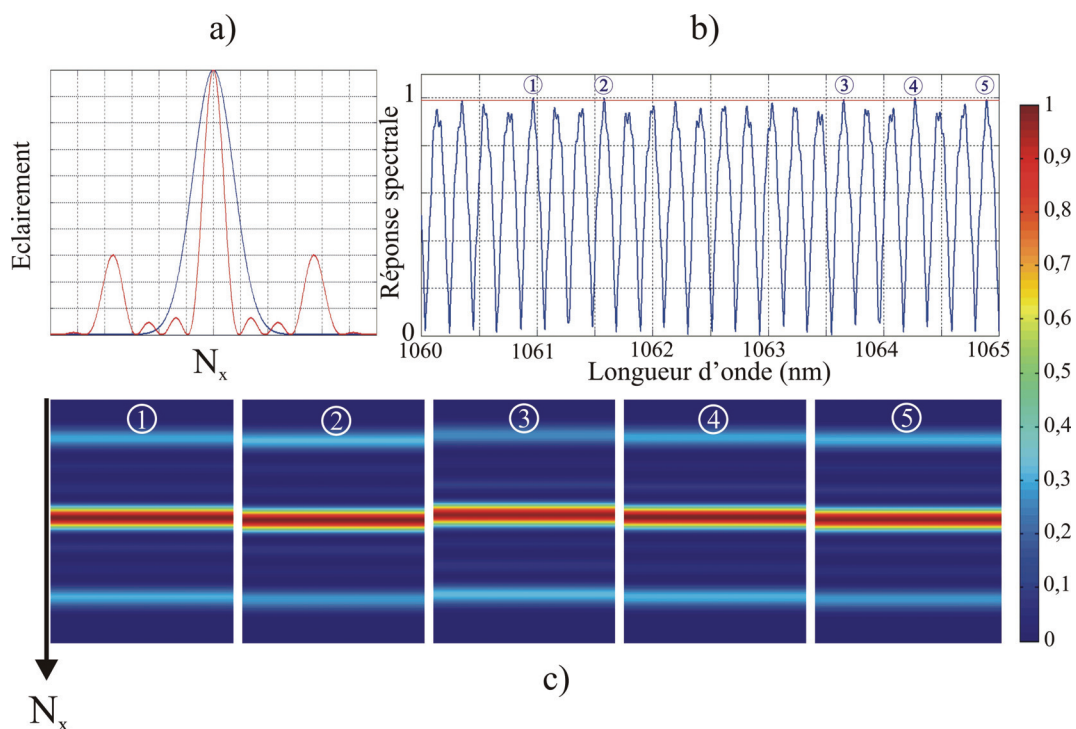 a)
b)
Eclairement
N_x
Réponse spectrale
1
0
① ② ③ ④ ⑤
1060 1061 1062 1063 1064 1065
Longueur d'onde (nm)
① ② ③ ④ ⑤
N_x
c)
1
0,9
0,8
0,7
0,6
0,5
0,4
0,3
0,2
0,1
0